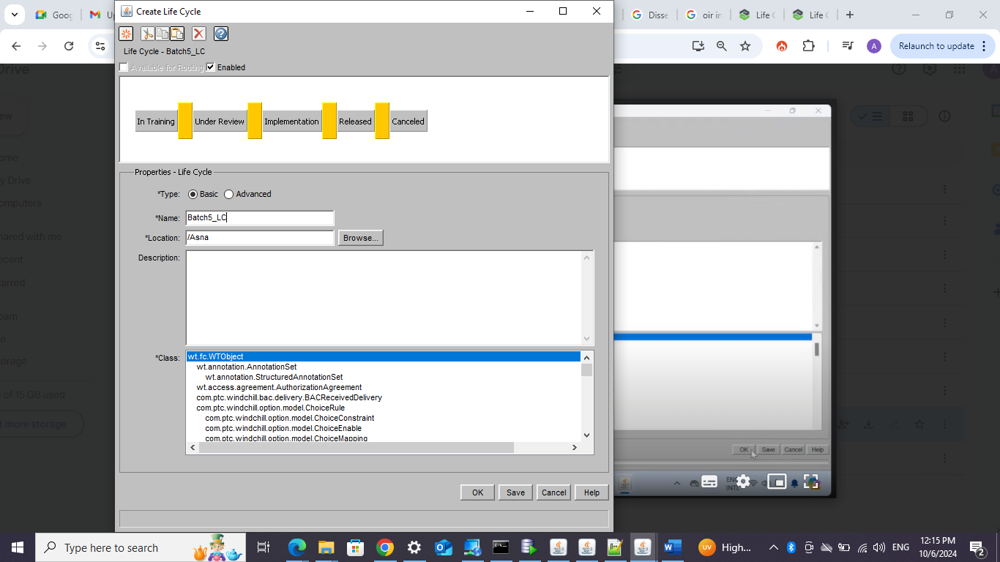 Goog
M
Disse
oir in
Life C
Life C
Create Life Cycle
Relaunch to update
A
Life Cycle - Batch5_LC
Available for Routing
Enabled
Drive
In Training
Under Review
Implementation
Released
Canceled
ew
ome
y Drive
omputers
hared with me
ecent
tarred
pam
n
torage
of 15 GB used
t more storage
Properties - Life Cycle
*Type:
Basic
Advanced
*Name:
Batch5_LC
*Location:
/Asna
Browse...
Description:
*Class:
wt.fc.WTObject
wt.annotation.AnnotationSet
wt.annotation.StructuredAnnotationSet
wt.access.agreement.AuthorizationAgreement
com.ptc.windchill.bac.delivery.BACReceivedDelivery
com.ptc.windchill.option.model.ChoiceRule
com.ptc.windchill.option.model.ChoiceConstraint
com.ptc.windchill.option.model.ChoiceEnable
com.ptc.windchill.option.model.ChoiceMapping
OK Save Cancel Help
OK Save Cancel Help
ENG
INTL
Type here to search
UV
High...
ENG
12:15 PM
10/6/2024
2